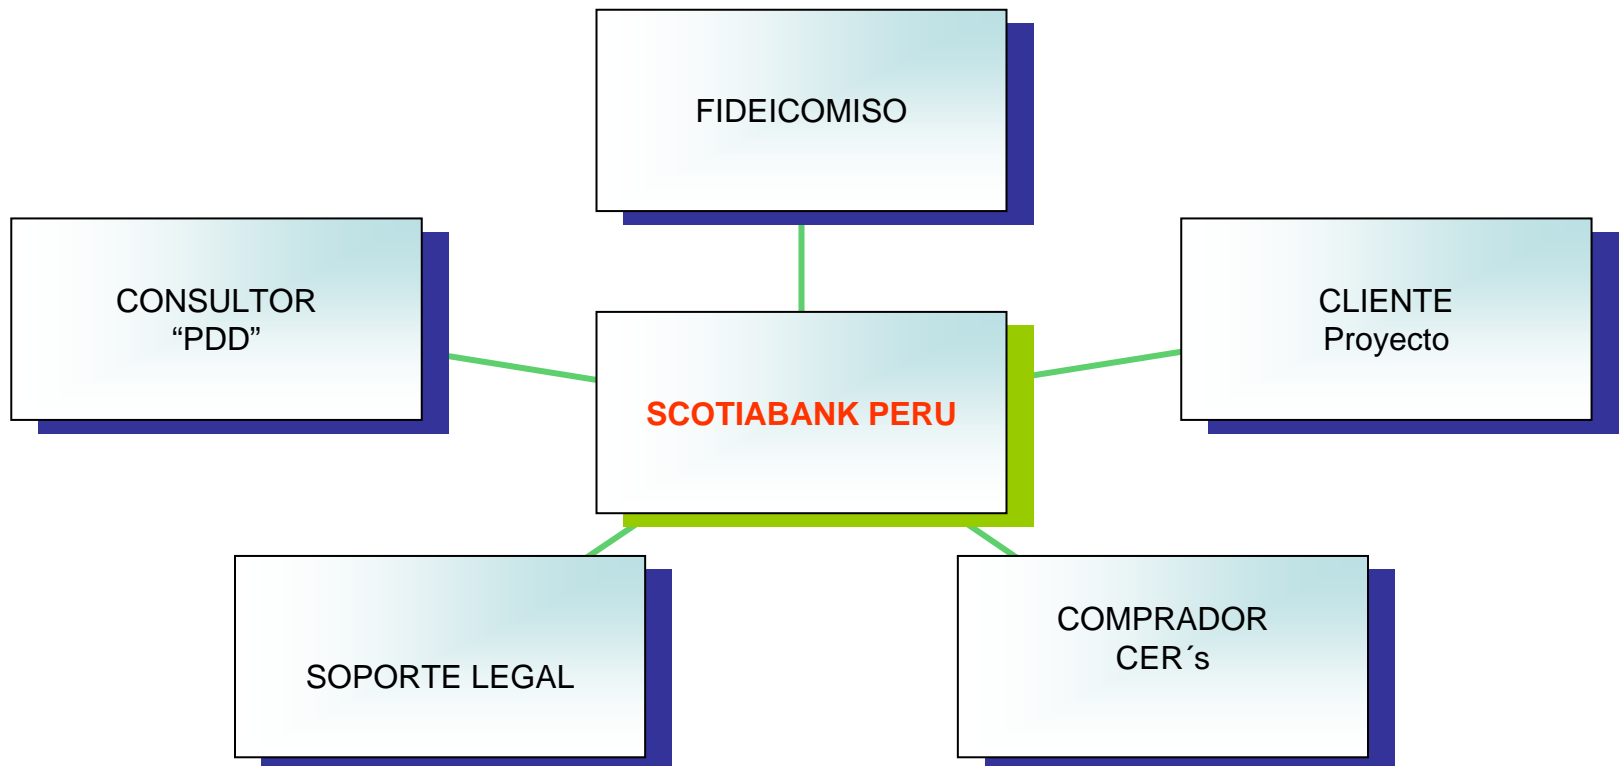 FIDEICOMISO
CONSULTOR
“PDD”
CLIENTE
Proyecto
SCOTIABANK PERU
SOPORTE LEGAL
COMPRADOR
CER´s